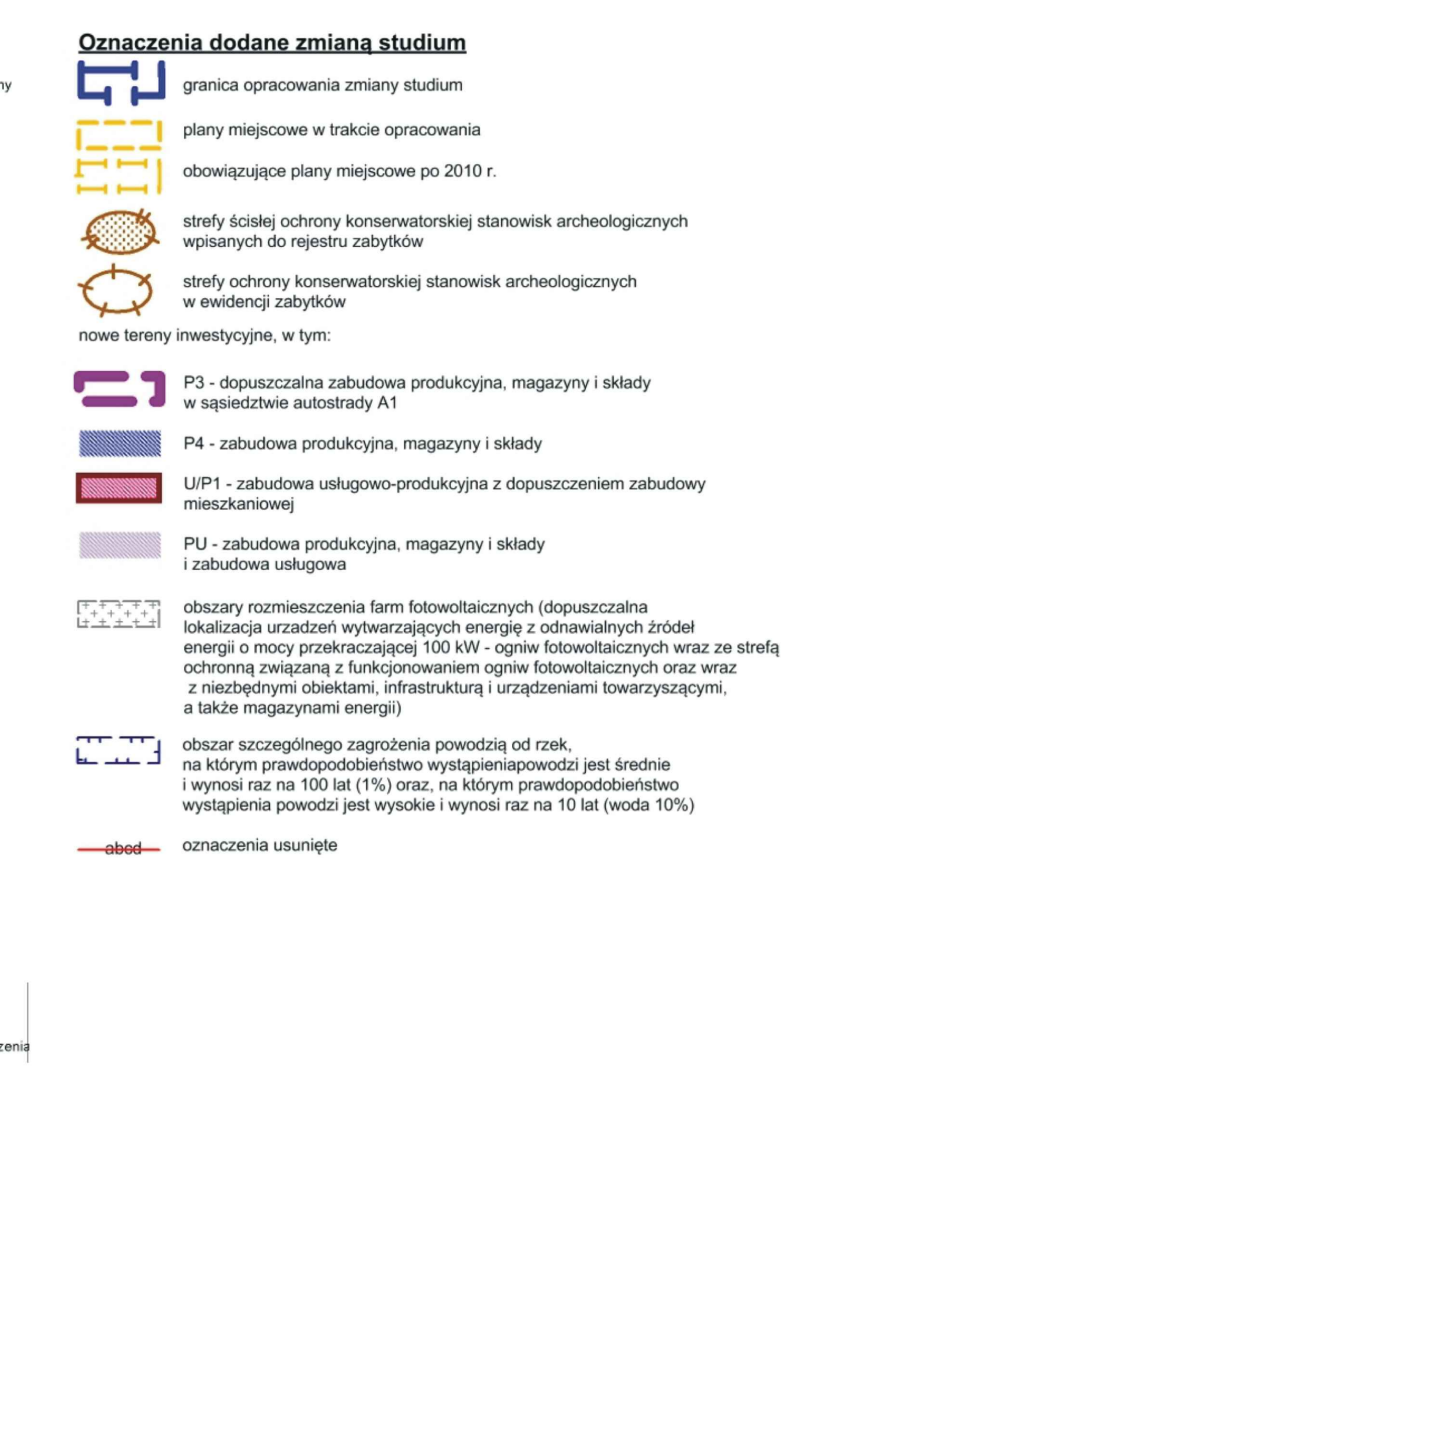 Oznaczenia dodane zmianą studium
ny
granica opracowania zmiany studium
plany miejscowe w trakcie opracowania
obowiązujące plany miejscowe po 2010 r.
strefy ścisłej ochrony konserwatorskiej stanowisk archeologicznych
wpisanych do rejestru zabytków
strefy ochrony konserwatorskiej stanowisk archeologicznych
w ewidencji zabytków
nowe tereny inwestycyjne, w tym:
P3 - dopuszczalna zabudowa produkcyjna, magazyny i składy
w sąsiedztwie autostrady A1
P4 - zabudowa produkcyjna, magazyny i składy
U/P1 - zabudowa usługowo-produkcyjna z dopuszczeniem zabudowy
mieszkaniowej
PU - zabudowa produkcyjna, magazyny i składy
i zabudowa usługowa
obszary rozmieszczenia farm fotowoltaicznych (dopuszczalna
lokalizacja urzadzeń wytwarzających energię z odnawialnych źródeł
energii o mocy przekraczającej 100 kW - ogniw fotowoltaicznych wraz ze strefą
ochronną związaną z funkcjonowaniem ogniw fotowoltaicznych oraz wraz
z niezbędnymi obiektami, infrastrukturą i urządzeniami towarzyszącymi,
a także magazynami energii)
obszar szczególnego zagrożenia powodzią od rzek,
na którym prawdopodobieństwo wystąpieniapowodzi jest średnie
i wynosi raz na 100 lat (1%) oraz, na którym prawdopodobieństwo
wystąpienia powodzi jest wysokie i wynosi raz na 10 lat (woda 10%)
abcd oznaczenia usunięte
zenia